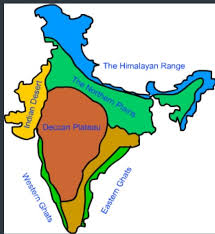 The Himalayan Range
The Northern Plains
Indian Desert
Deccan Plateau
Western Ghats
Eastern Ghats